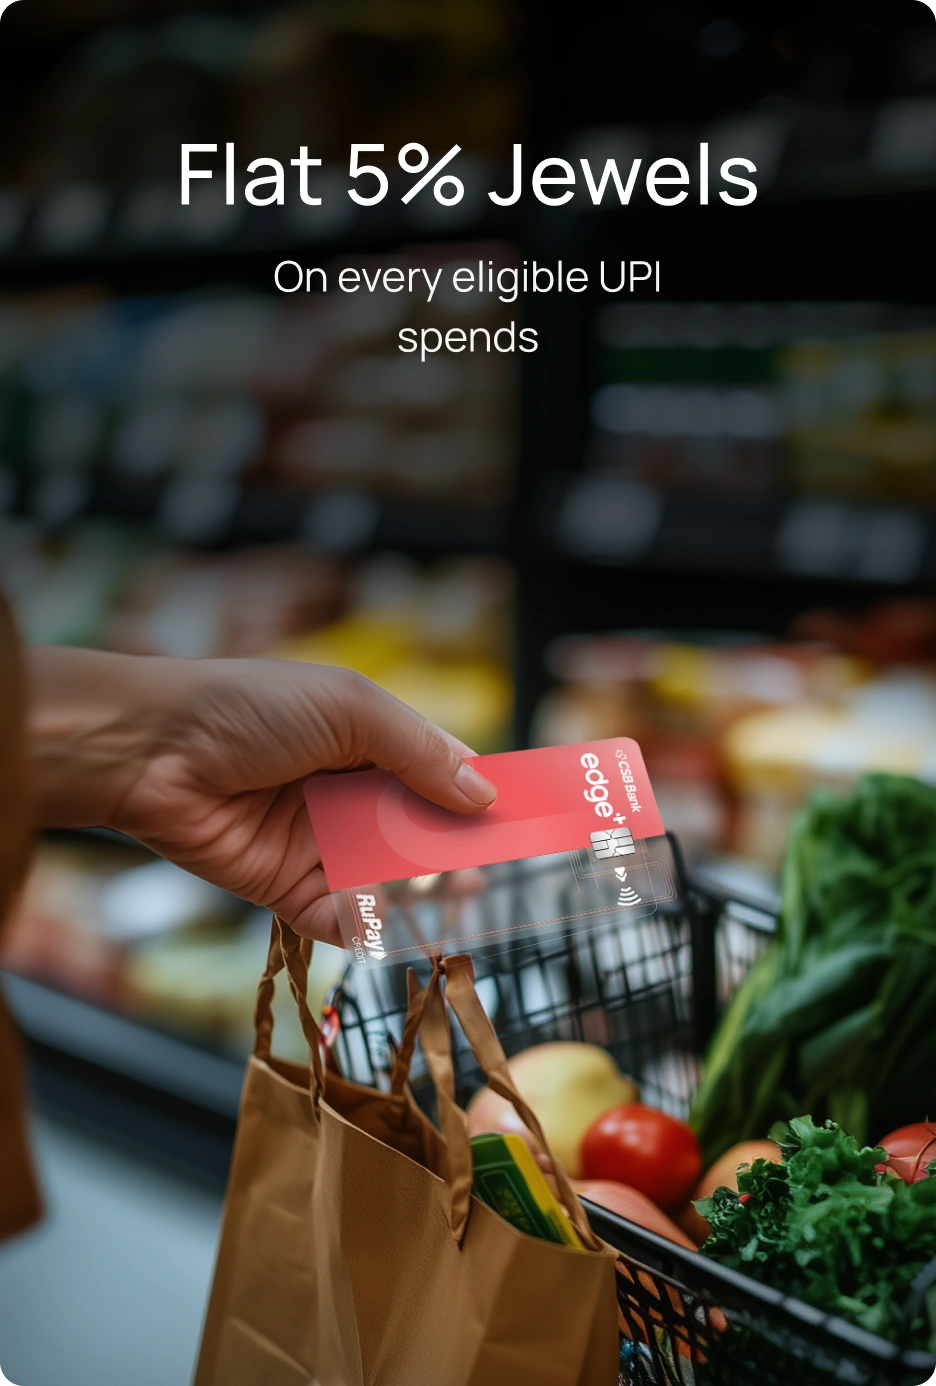 Flat 5% Jewels
On every eligible UPI
spends
CSB Bank
edge+
RuPay
CREDIT